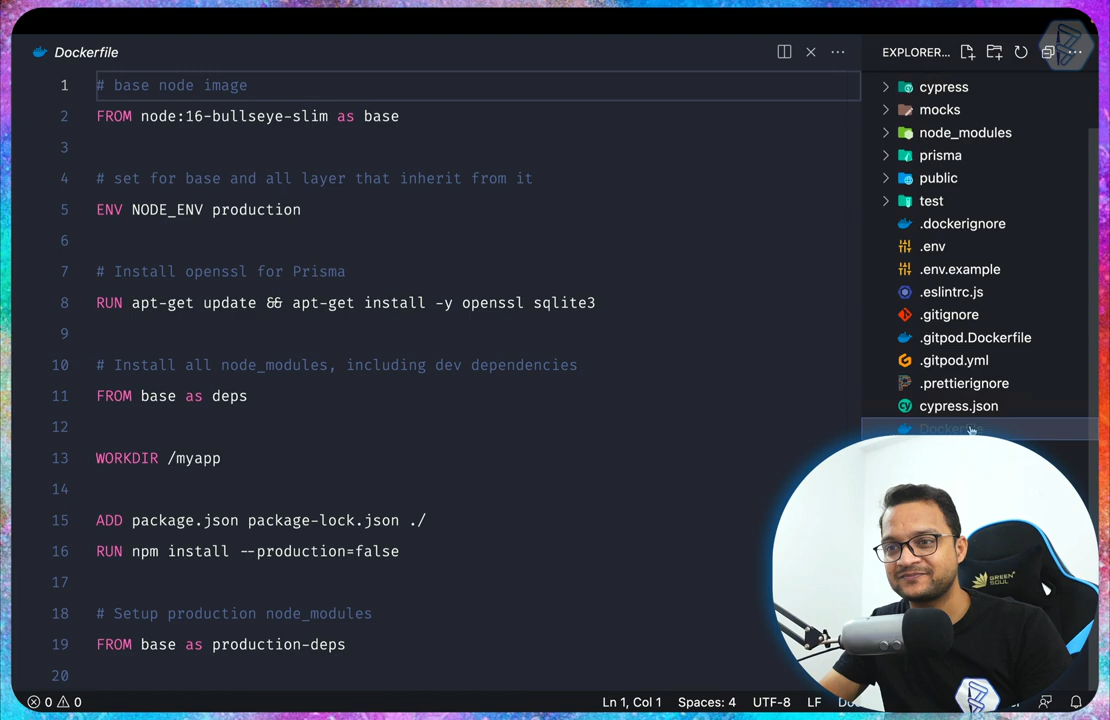 Dockerfile
1 # base node image
2 FROM node:16-bullseye-slim as base
3
4 # set for base and all layer that inherit from it
5 ENV NODE_ENV production
6
7 # Install openssl for Prisma
8 RUN apt-get update && apt-get install -y openssl sqlite3
9
10 # Install all node_modules, including dev dependencies
11 FROM base as deps
12
13 WORKDIR /myapp
14
15 ADD package.json package-lock.json ./
16 RUN npm install --production=false
17
18 # Setup production node_modules
19 FROM base as production-deps
20
EXPLORER...
cypress
mocks
node_modules
prisma
public
test
.dockerignore
.env
.env.example
.eslintrc.js
.gitignore
.gitpod.Dockerfile
.gitpod.yml
.prettierignore
cypress.json
Dockerfile
GREEN SOUL
0 0
Ln 1, Col 1 Spaces: 4 UTF-8 LF